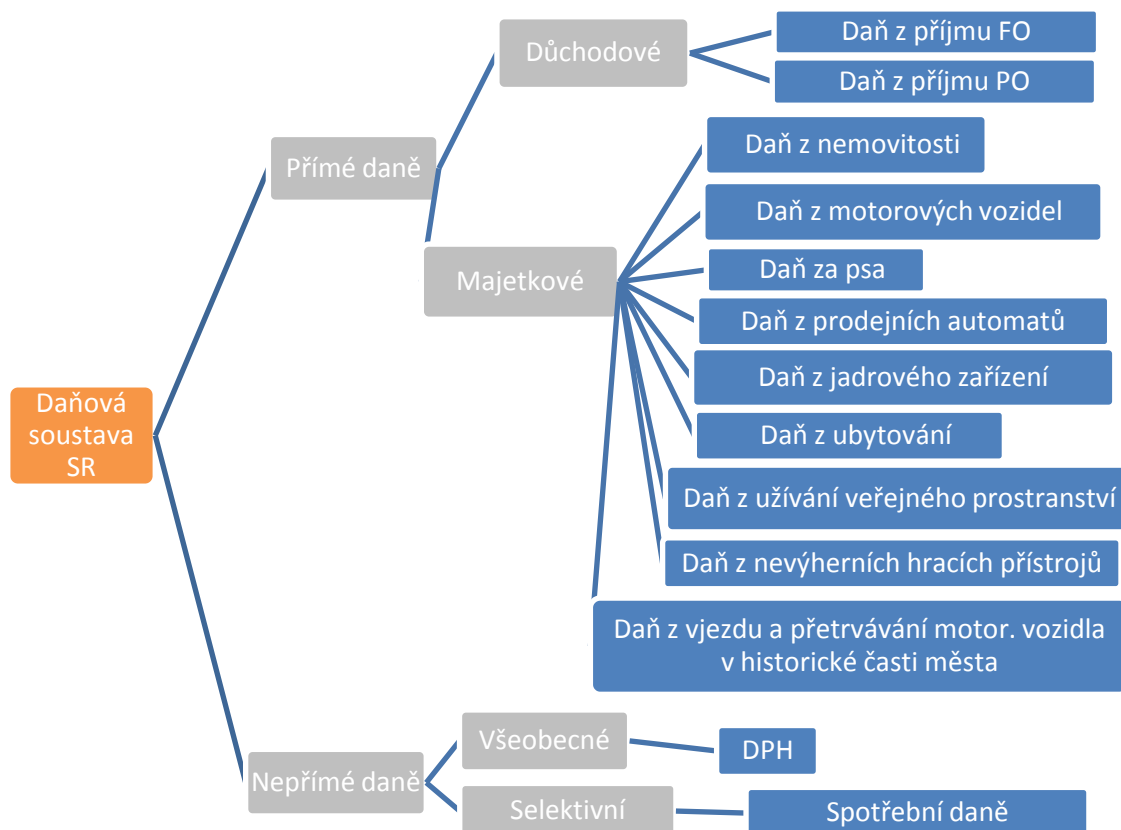 Důchodové
Daň z příjmu FO
Daň z příjmu PO
Přímé daně
Daň z nemovitosti
Daň z motorových vozidel
Majetkové
Daň za psa
Daň z prodejních automatů
Daň z jadrového zařízení
Daňová
soustava
SR
Daň z ubytování
Daň z užívání veřejného prostranství
Daň z nevýherních hracích přístrojů
Daň z vjezdu a přetrvávání motor. vozidla
v historické časti města
Všeobecné
DPH
Nepřímé daně
Selektivní
Spotřební daně